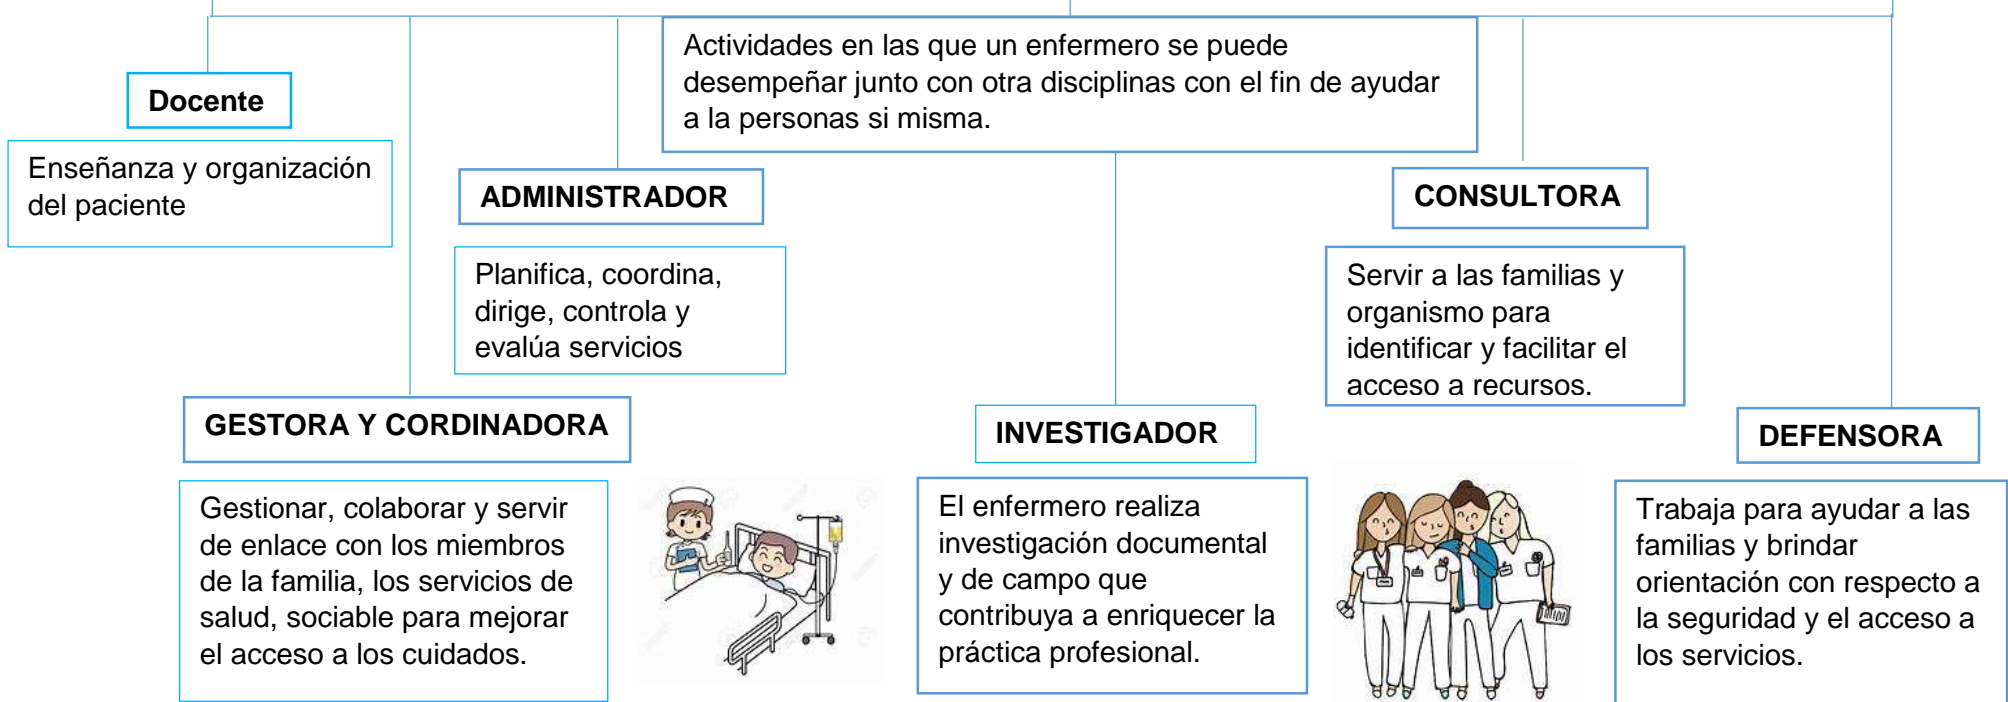 Actividades en las que un enfermero se puede
desempeñar junto con otra disciplinas con el fin de ayudar
a la personas si misma.
Docente
Enseñanza y organización
del paciente
ADMINISTRADOR
Planifica, coordina,
dirige, controla y
evalúa servicios
CONSULTORA
Servir a las familias y
organismo para
identificar y facilitar el
acceso a recursos.
GESTORA Y CORDINADORA
Gestionar, colaborar y servir
de enlace con los miembros
de la familia, los servicios de
salud, sociable para mejorar
el acceso a los cuidados.
INVESTIGADOR
El enfermero realiza
investigación documental
y de campo que
contribuya a enriquecer la
práctica profesional.
DEFENSORA
Trabaja para ayudar a las
familias y brindar
orientación con respecto a
la seguridad y el acceso a
los servicios.